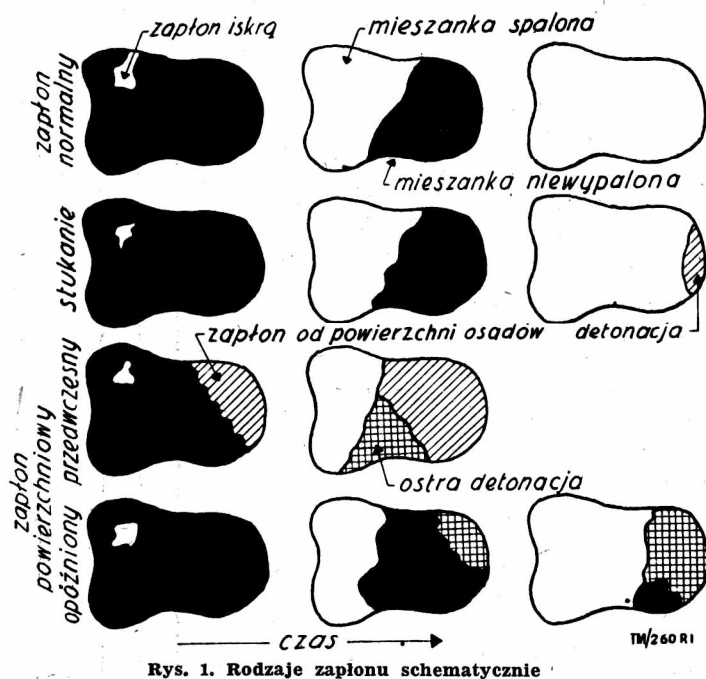 zapłon iskrą
mieszanka spalona
zapłon
normalny
mieszanka niewypalona
stukanie
zapłon od powierzchni osadów
detonacja
zapłon
powierzchniowy
przedwczesny
ostra detonacja
opóźniony
czas
TM/260 R1
Rys. 1. Rodzaje zapłonu schematycznie